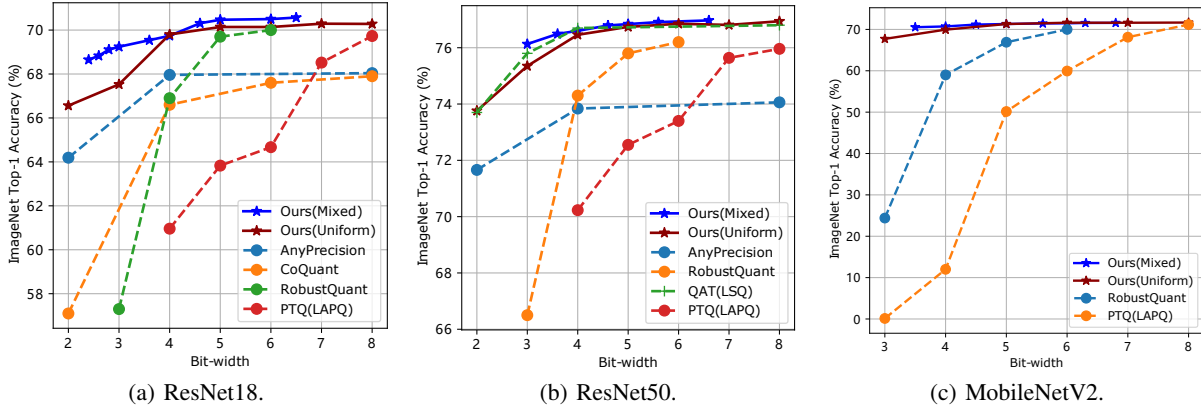 ImageNet Top-1 Accuracy (%)
70
68
66
64
62
60
58
2 3 4 5 6 7 8
Bit-width
Ours(Mixed)
Ours(Uniform)
AnyPrecision
CoQuant
RobustQuant
PTQ(LAPQ)
(a) ResNet18.
ImageNet Top-1 Accuracy (%)
76
74
72
70
68
66
2 3 4 5 6 7 8
Bit-width
Ours(Mixed)
Ours(Uniform)
AnyPrecision
RobustQuant
QAT(LSQ)
PTQ(LAPQ)
(b) ResNet50.
ImageNet Top-1 Accuracy (%)
70
60
50
40
30
20
10
0
3 4 5 6 7 8
Bit-width
Ours(Mixed)
Ours(Uniform)
RobustQuant
PTQ(LAPQ)
(c) MobileNetV2.